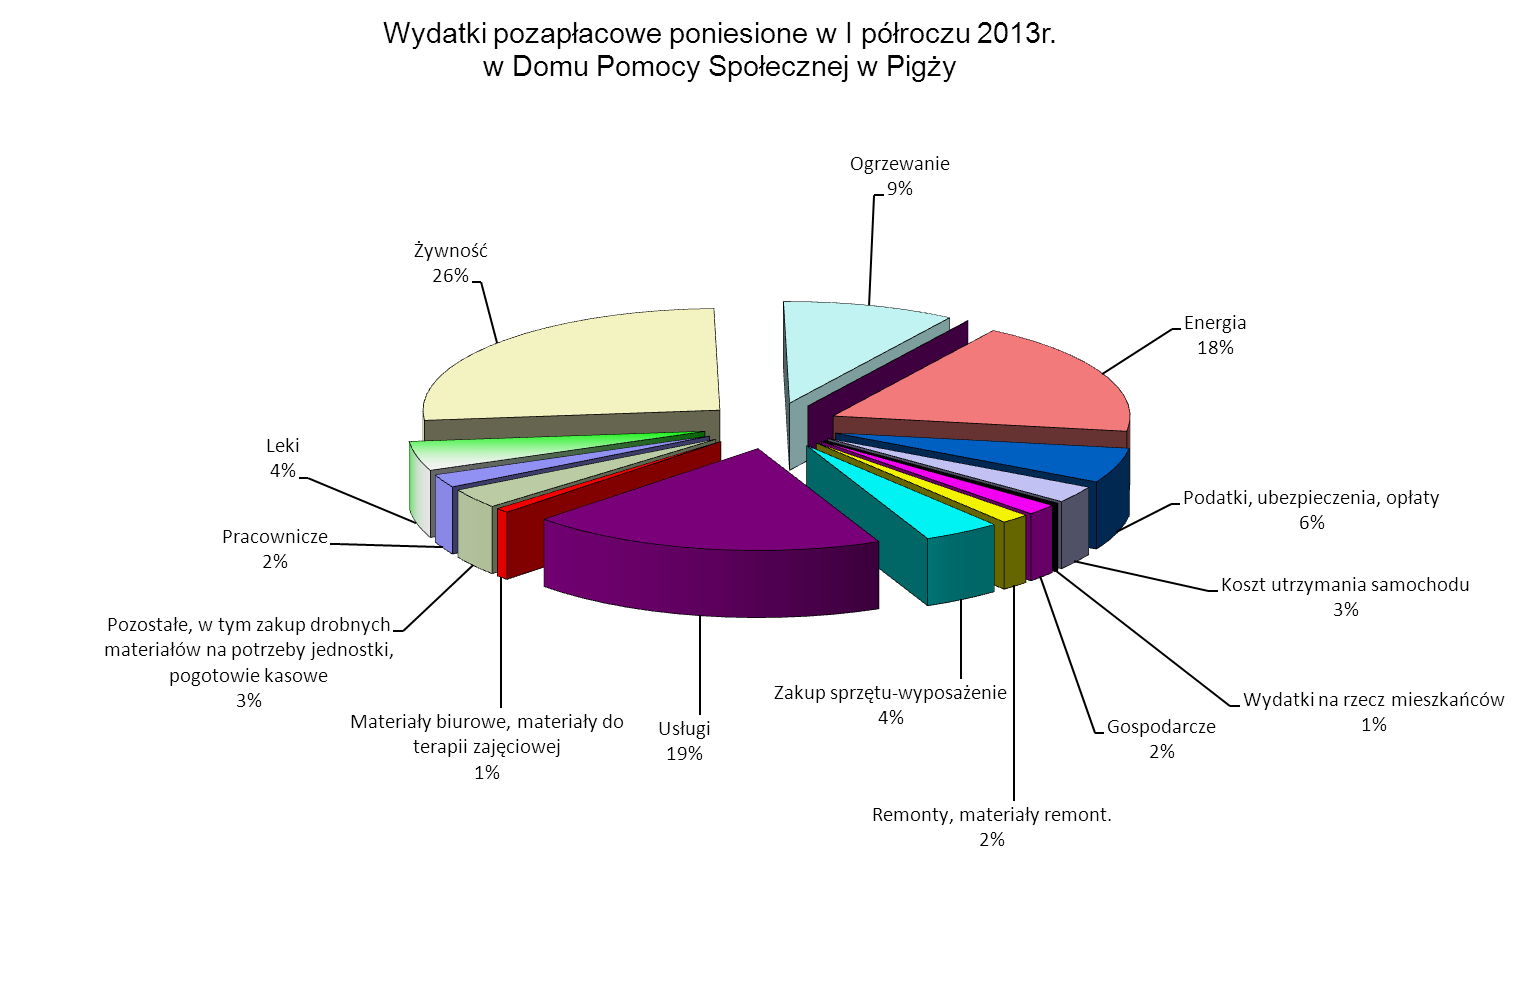 Wydatki pozapłacowe poniesione w I półroczu 2013r.
w Domu Pomocy Społecznej w Pigży
Ogrzewanie
9%
Żywność
26%
Energia
18%
Leki
4%
Podatki, ubezpieczenia, opłaty
6%
Pracownicze
2%
Koszt utrzymania samochodu
3%
Pozostałe, w tym zakup drobnych
materiałów na potrzeby jednostki,
pogotowie kasowe
3%
Zakup sprzętu-wyposażenie
4%
Wydatki na rzecz mieszkańców
1%
Materiały biurowe, materiały do
terapii zajęciowej
1%
Usługi
19%
Gospodarcze
2%
Remonty, materiały remont.
2%